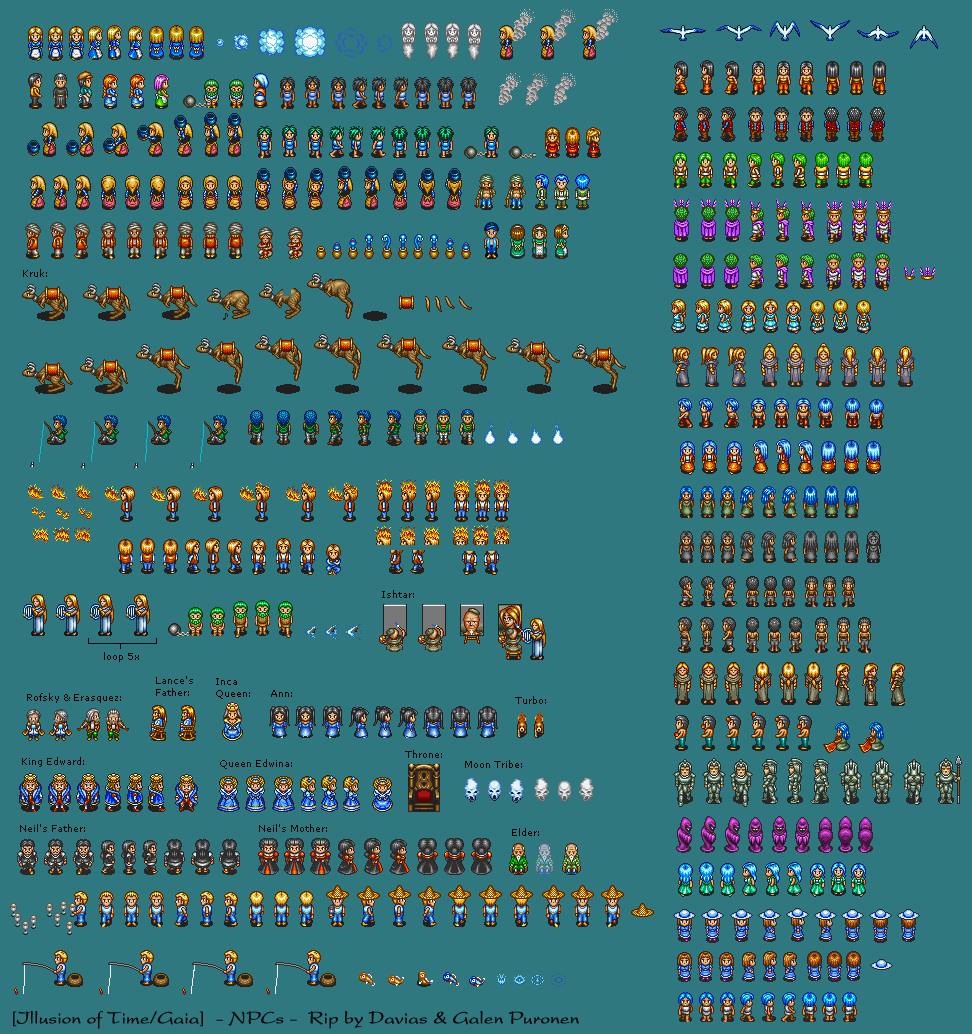 Kruk:
Ishtar:
loop 5x
Rofsky & Erasquez:
Lance's
Father:
Inca
Queen:
Ann:
Turbo:
King Edward:
Queen Edwina:
Throne:
Moon Tribe:
Neil's Father:
Neil's Mother:
Elder:
[Illusion of Time/Gaia] - NPCs - Rip by Davias & Galen Puronen